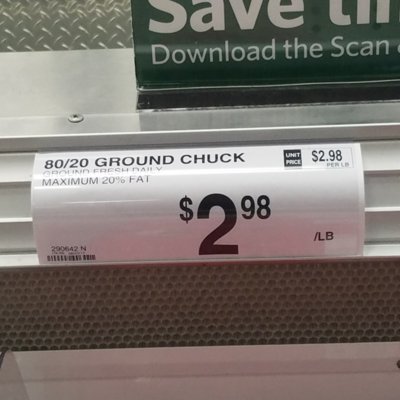 Save tim
Download the Scan &
80/20 GROUND CHUCK
GROUND FRESH DAILY
MAXIMUM 20% FAT
UNIT PRICE $2.98 PER LB
$2.98 /LB
290642 N